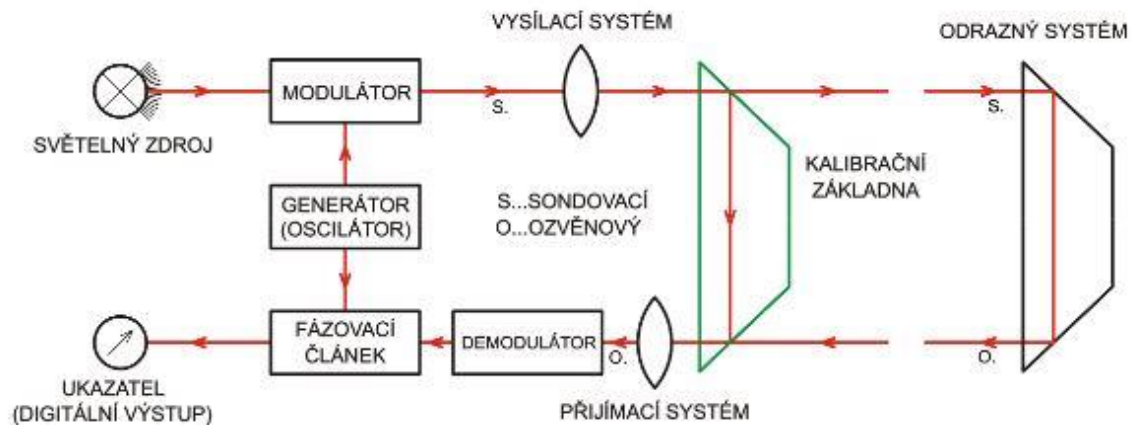 VYSÍLACÍ SYSTÉM
ODRAZNÝ SYSTÉM
MODULÁTOR
S.
S.
SVĚTELNÝ ZDROJ
KALIBRAČNÍ
ZÁKLADNA
GENERÁTOR
(OSCILÁTOR)
S...SONDOVACÍ
O...OZVĚNOVÝ
FÁZOVACÍ
ČLÁNEK
DEMODULÁTOR
O.
O.
UKAZATEL
(DIGITÁLNÍ VÝSTUP)
PŘIJÍMACÍ SYSTÉM